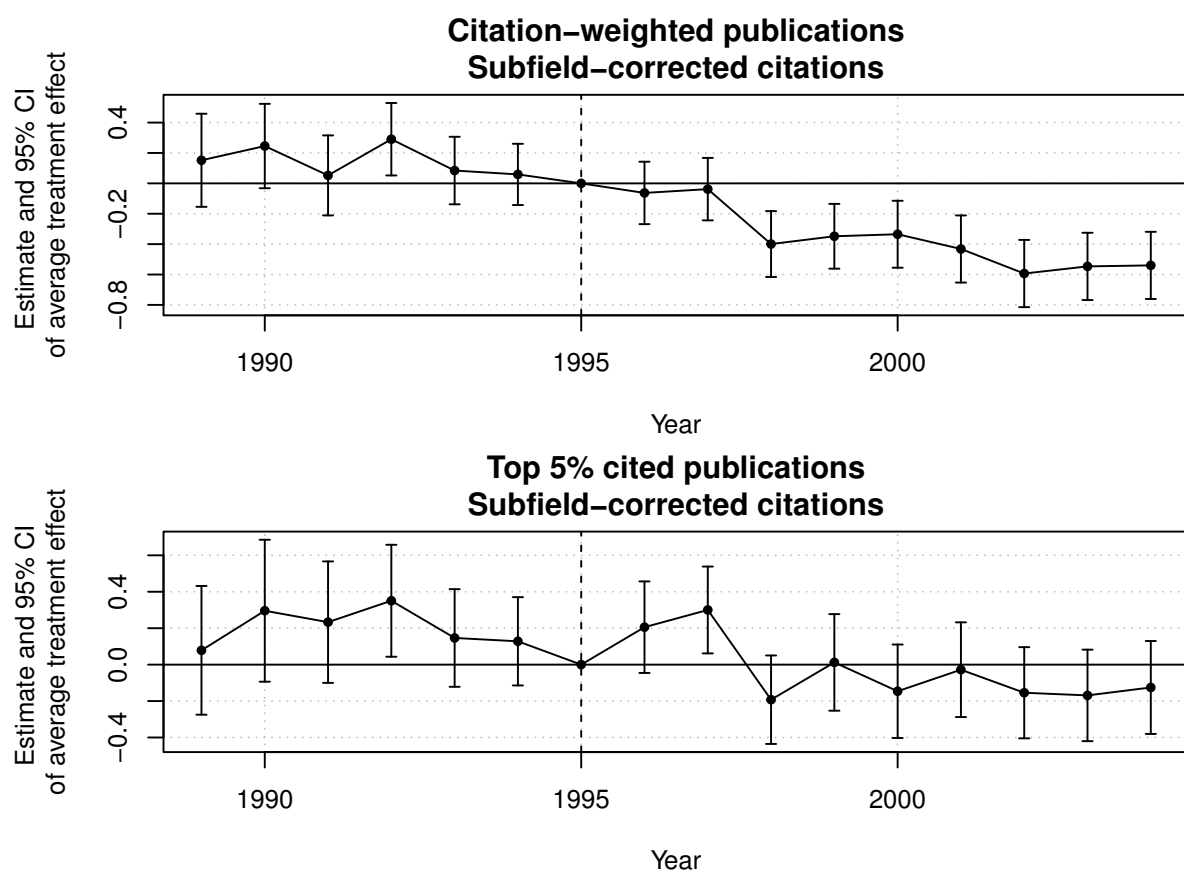 Citation−weighted publications
Subfield−corrected citations
Estimate and 95% CI
of average treatment effect
0.4
−0.2
−0.8
1990
1995
2000
Year
Top 5% cited publications
Subfield−corrected citations
Estimate and 95% CI
of average treatment effect
0.4
0.0
−0.4
1990
1995
2000
Year